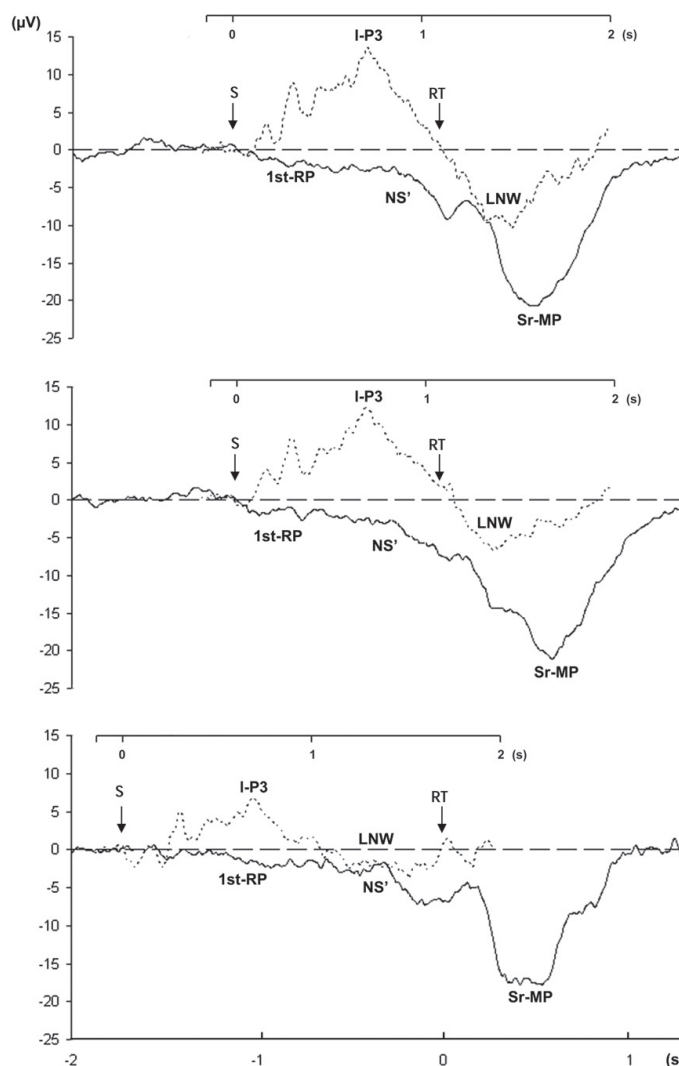 (μV)
0 1 2 (s)
I-P3
15
10
5
0
-5
-10
-15
-20
-25
S
RT
1st-RP
NS'
LNW
Sr-MP
0 1 2 (s)
I-P3
15
10
5
0
-5
-10
-15
-20
-25
S
RT
1st-RP
NS'
LNW
Sr-MP
0 1 2 (s)
I-P3
15
10
5
0
-5
-10
-15
-20
-25
S
RT
LNW
1st-RP
NS'
Sr-MP
-2 -1 0 1 (s